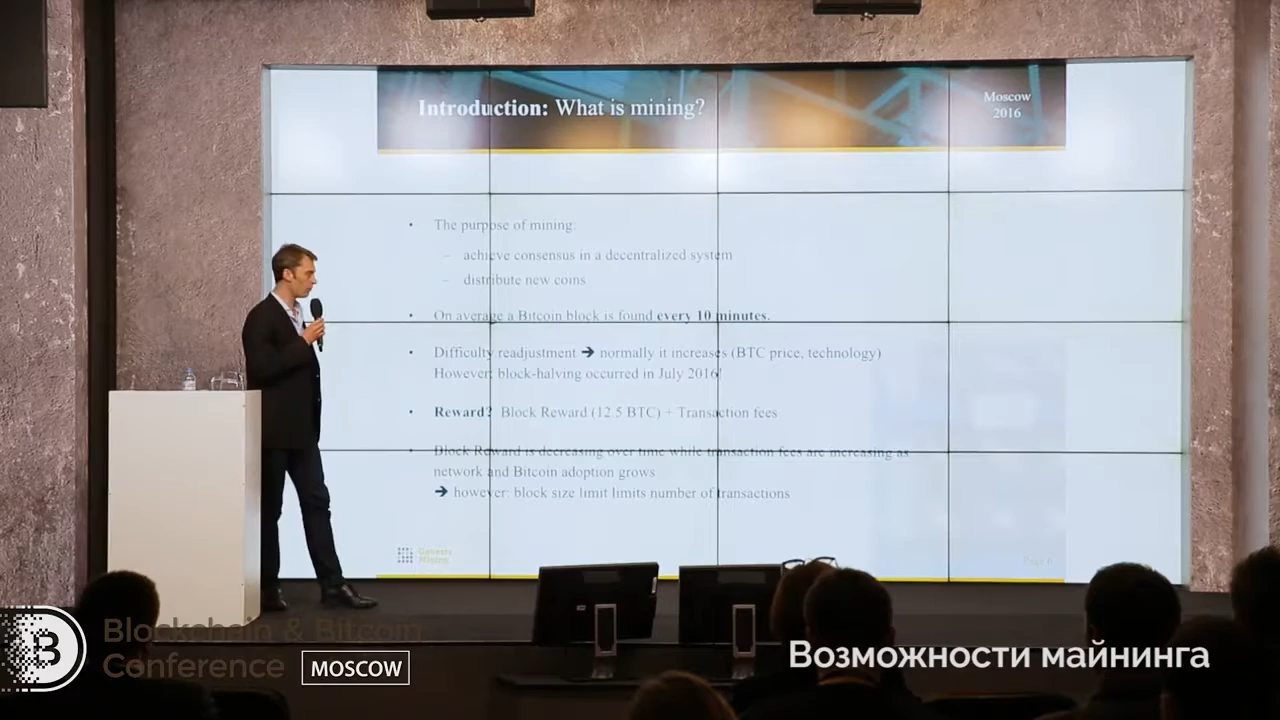 Introduction: What is mining?
Moscow
2016
• The purpose of mining:
– achieve consensus in a decentralized system
– distribute new coins
• On average a Bitcoin block is found every 10 minutes.
• Difficulty readjustment ➔ normally it increases (BTC price, technology)
However: block-halving occurred in July 2016!
• Reward? Block Reward (12.5 BTC) + Transaction fees
• Block Reward is decreasing over time while transaction fees are increasing as
network and Bitcoin adoption grows
➔ however: block size limit limits number of transactions
Genesis
Mining
Page 6
B
Blockchain & Bitcoin
Conference
MOSCOW
Возможности майнинга